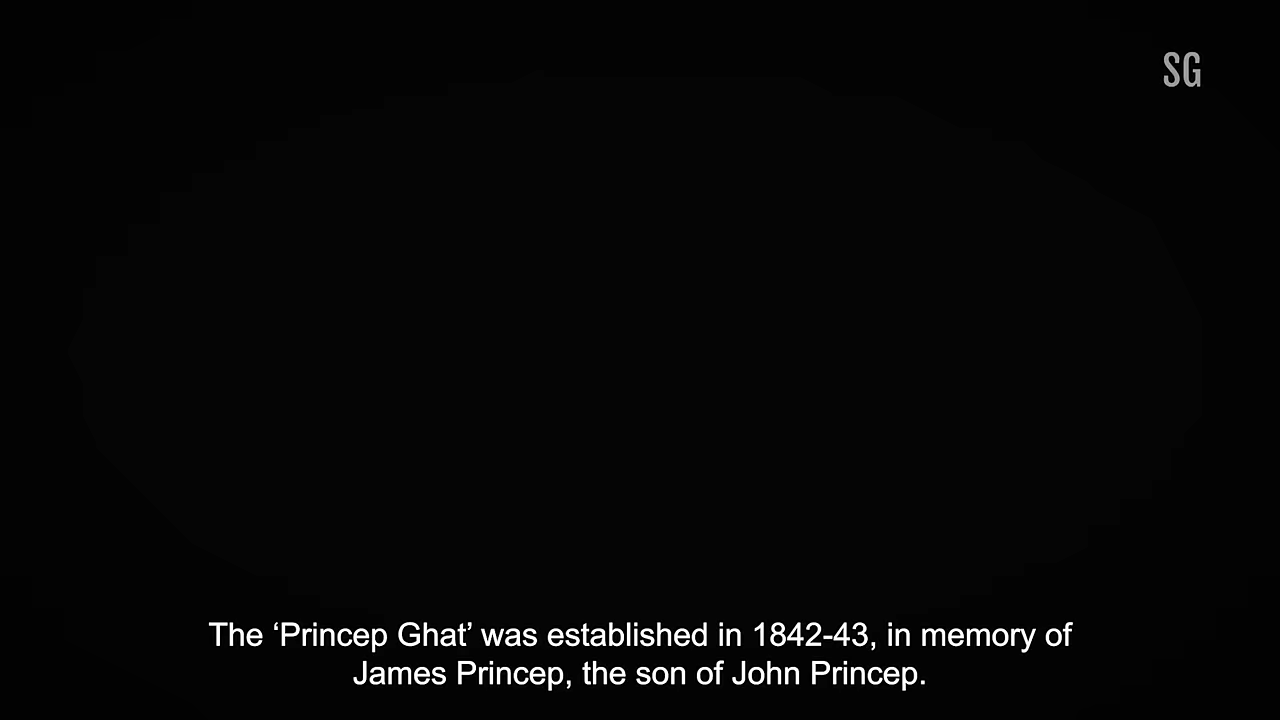 SG
The ‘Princep Ghat’ was established in 1842-43, in memory of
James Princep, the son of John Princep.